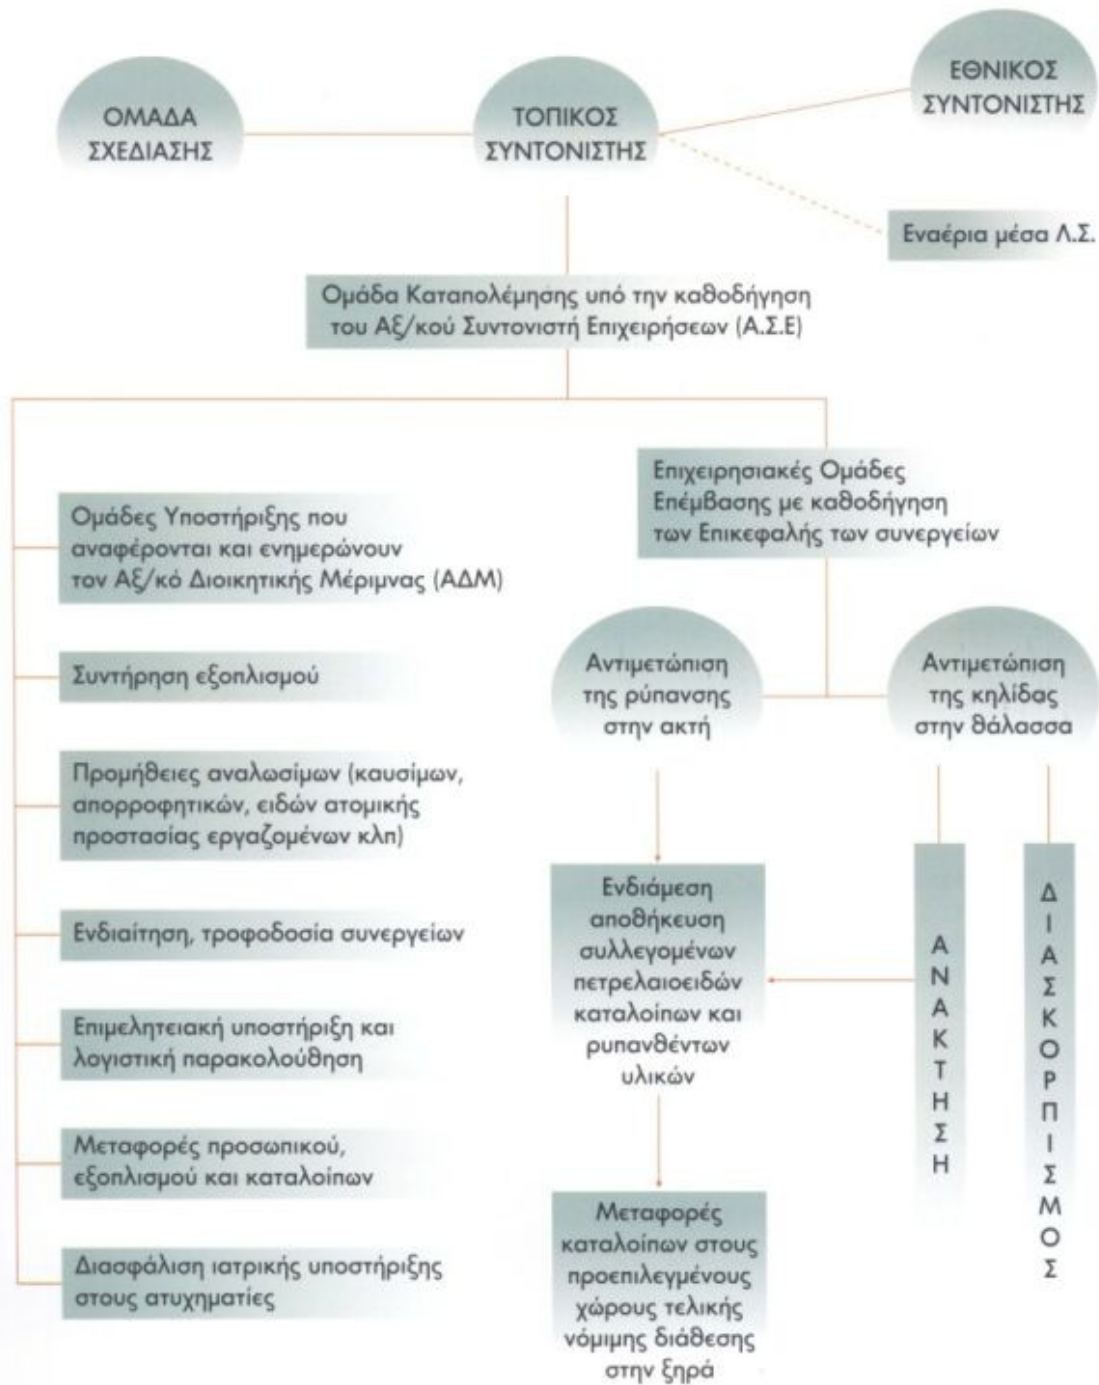 ΟΜΑΔΑ
ΣΧΕΔΙΑΣΗΣ
ΤΟΠΙΚΟΣ
ΣΥΝΤΟΝΙΣΤΗΣ
ΕΘΝΙΚΟΣ
ΣΥΝΤΟΝΙΣΤΗΣ
Εναέρια μέσα Λ.Σ.
Ομάδα Καταπολέμησης υπό την καθοδήγηση
του Αξ/κού Συντονιστή Επιχειρήσεων (Α.Σ.Ε)
Ομάδες Υποστήριξης που
αναφέρονται και ενημερώνουν
τον Αξ/κό Διοικητικής Μέριμνας (ΑΔΜ)
Συντήρηση εξοπλισμού
Προμήθειες αναλωσίμων (καυσίμων,
απορροφητικών, ειδών ατομικής
προστασίας εργαζομένων κλπ)
Ενδιαίτηση, τροφοδοσία συνεργείων
Επιμελητειακή υποστήριξη και
λογιστική παρακολούθηση
Μεταφορές προσωπικού,
εξοπλισμού και καταλοίπων
Διασφάλιση ιατρικής υποστήριξης
στους ατυχηματίες
Επιχειρησιακές Ομάδες
Επέμβασης με καθοδήγηση
των Επικεφαλής των συνεργείων
Αντιμετώπιση
της ρύπανσης
στην ακτή
Αντιμετώπιση
της κηλίδας
στην θάλασσα
Ενδιάμεση
αποθήκευση
συλλεγομένων
πετρελαιοειδών
καταλοίπων και
ρυπανθέντων
υλικών
Μεταφορές
καταλοίπων στους
προεπιλεγμένους
χώρους τελικής
νόμιμης διάθεσης
στην ξηρά
ΑΝΑΚΤΗΣΗ
ΔΙΑΣΚΟΡΠΙΣΜΟΣ